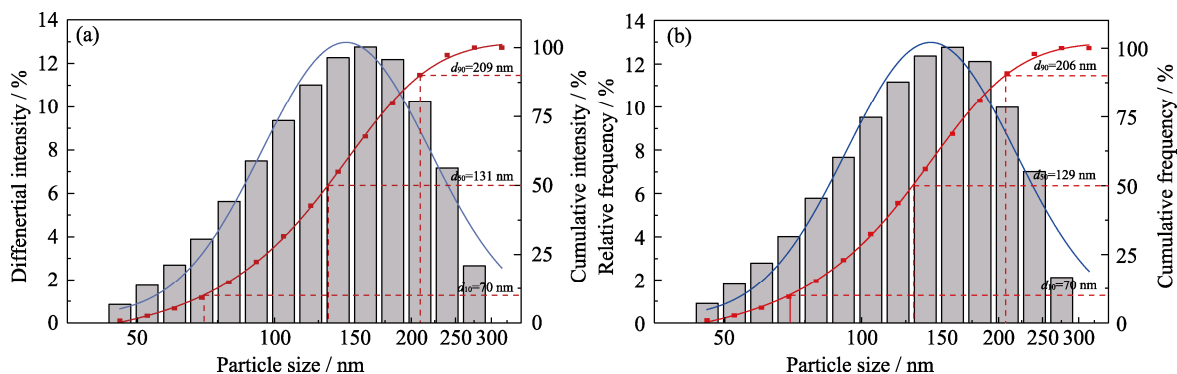 (a)
Diffenertial intensity / %
14
12
10
8
6
4
2
0
d90=209 nm
d50=131 nm
d10=70 nm
100
75
50
25
0
Cumulative intensity / %
50 100 150 200 250 300
Particle size / nm
(b)
Relative frequency / %
14
12
10
8
6
4
2
0
d90=206 nm
d50=129 nm
d10=70 nm
100
75
50
25
0
Cumulative frequency / %
50 100 150 200 250 300
Particle size / nm